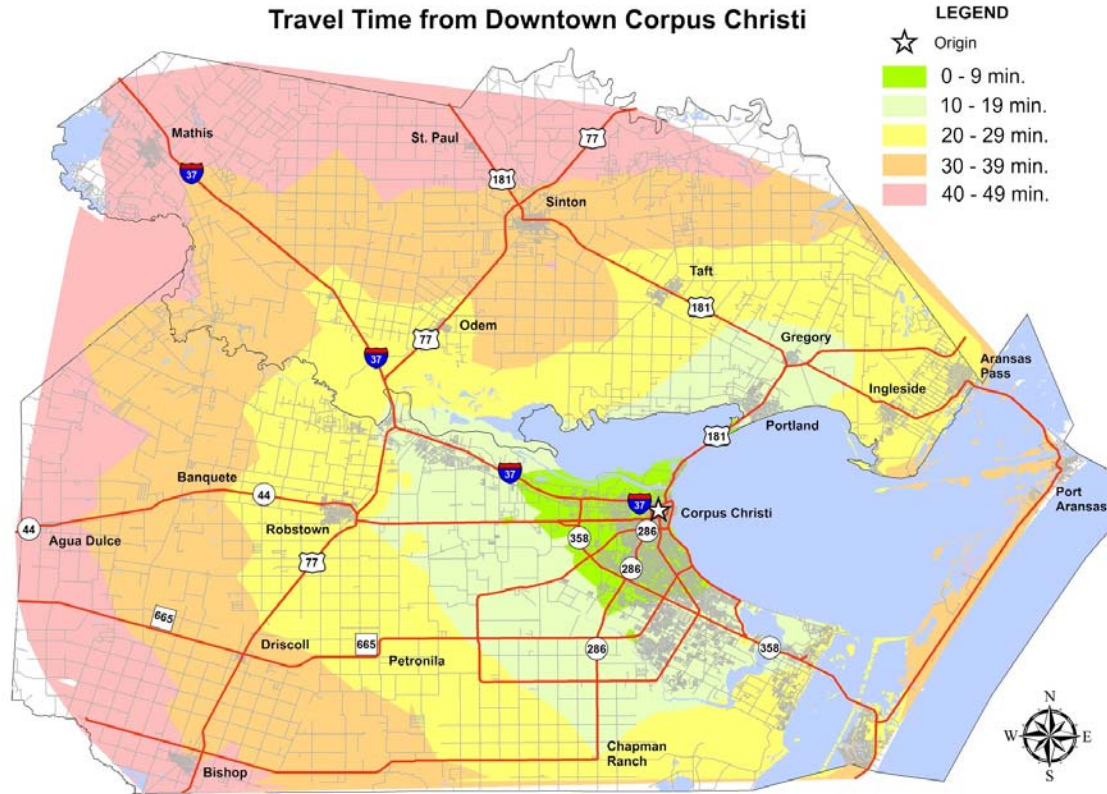 Travel Time from Downtown Corpus Christi
LEGEND
Origin
0 - 9 min.
10 - 19 min.
20 - 29 min.
30 - 39 min.
40 - 49 min.
Mathis
St. Paul
77
37
181
Sinton
Taft
181
Odem
77
Gregory
37
Aransas
Pass
Ingleside
Portland
181
37
Banquete
44
37
Port
Aransas
Robstown
Corpus Christi
44
Agua Dulce
358
286
77
286
665
Driscoll
665
Petronila
286
358
N
W
E
S
Chapman
Ranch
Bishop